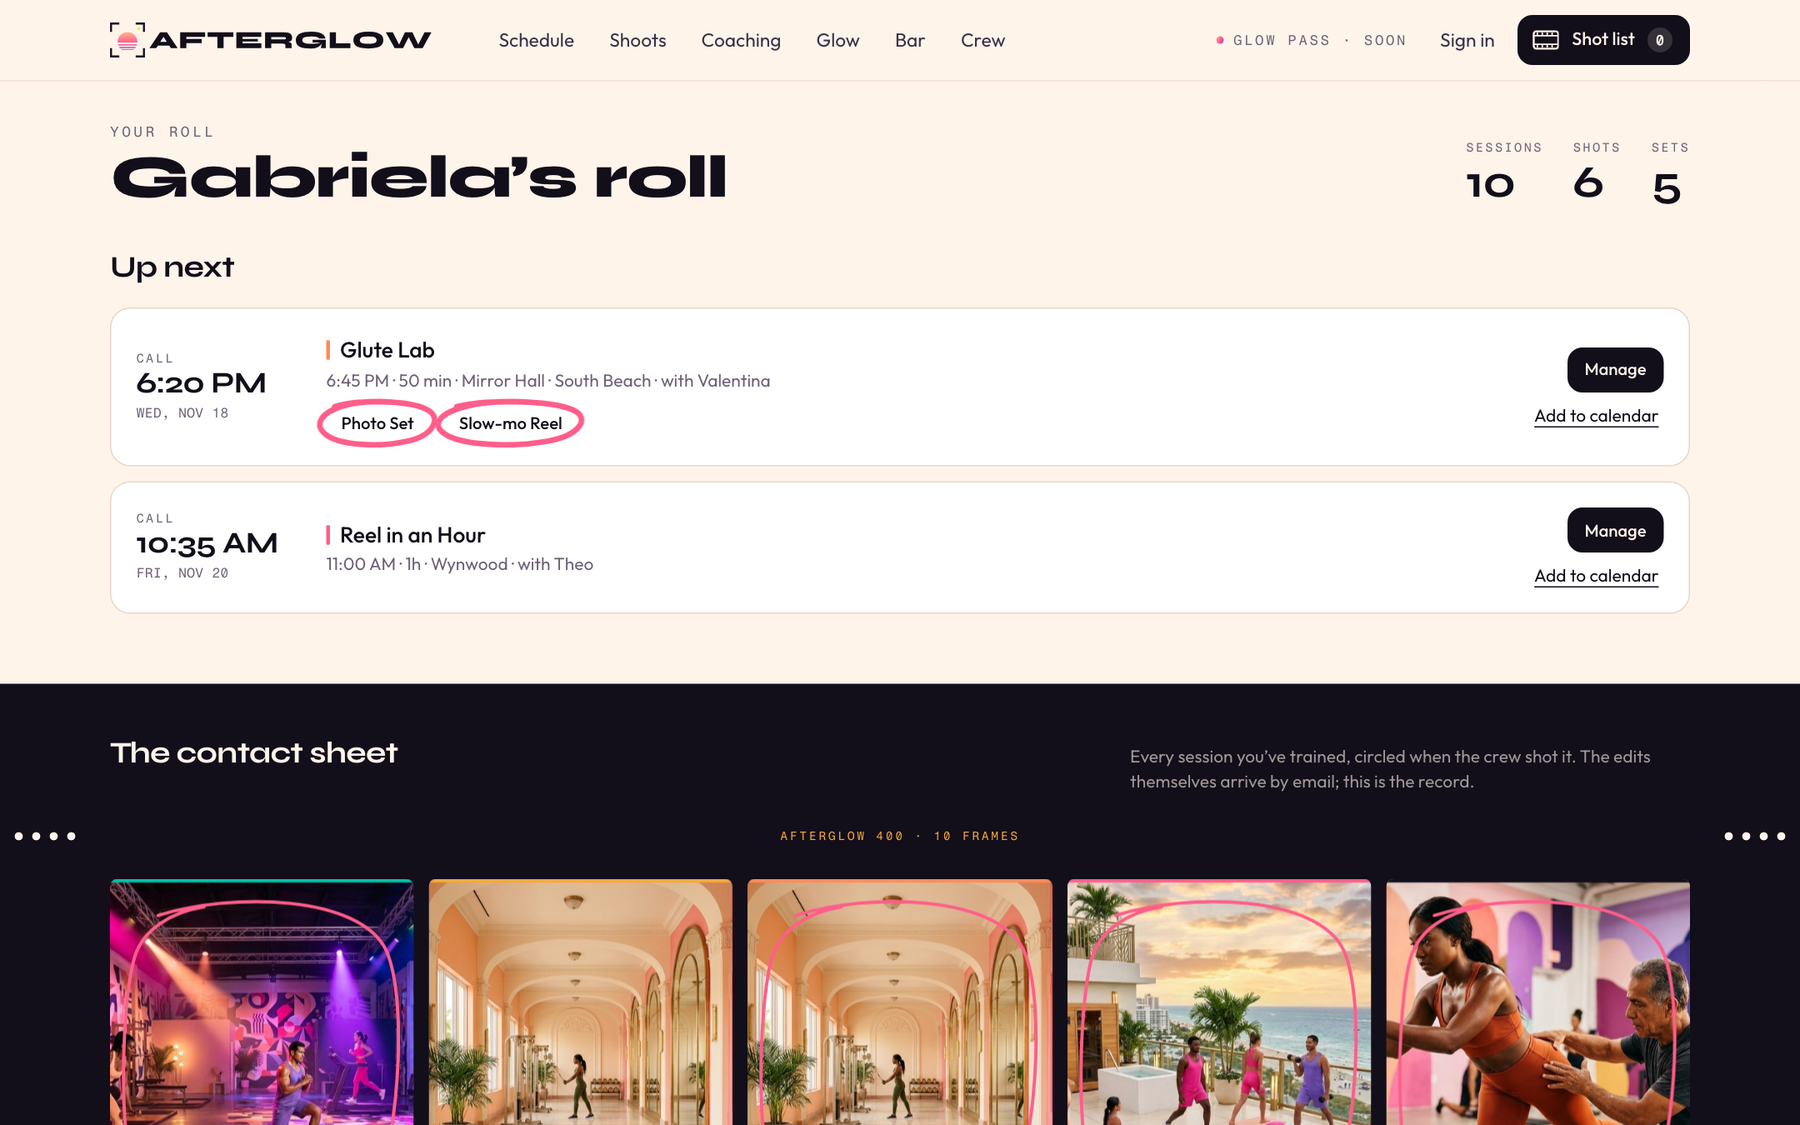 AFTERGLOW
Schedule Shoots Coaching Glow Bar Crew
GLOW PASS · SOON Sign in Shot list 0
YOUR ROLL
Gabriela's roll
SESSIONS SHOTS SETS
10 6 5
Up next
CALL
6:20 PM
WED, NOV 18
Glute Lab
6:45 PM · 50 min · Mirror Hall · South Beach · with Valentina
Photo Set Slow-mo Reel
Manage
Add to calendar
CALL
10:35 AM
FRI, NOV 20
Reel in an Hour
11:00 AM · 1h · Wynwood · with Theo
Manage
Add to calendar
The contact sheet
Every session you've trained, circled when the crew shot it. The edits
themselves arrive by email; this is the record.
AFTERGLOW 400 · 10 FRAMES